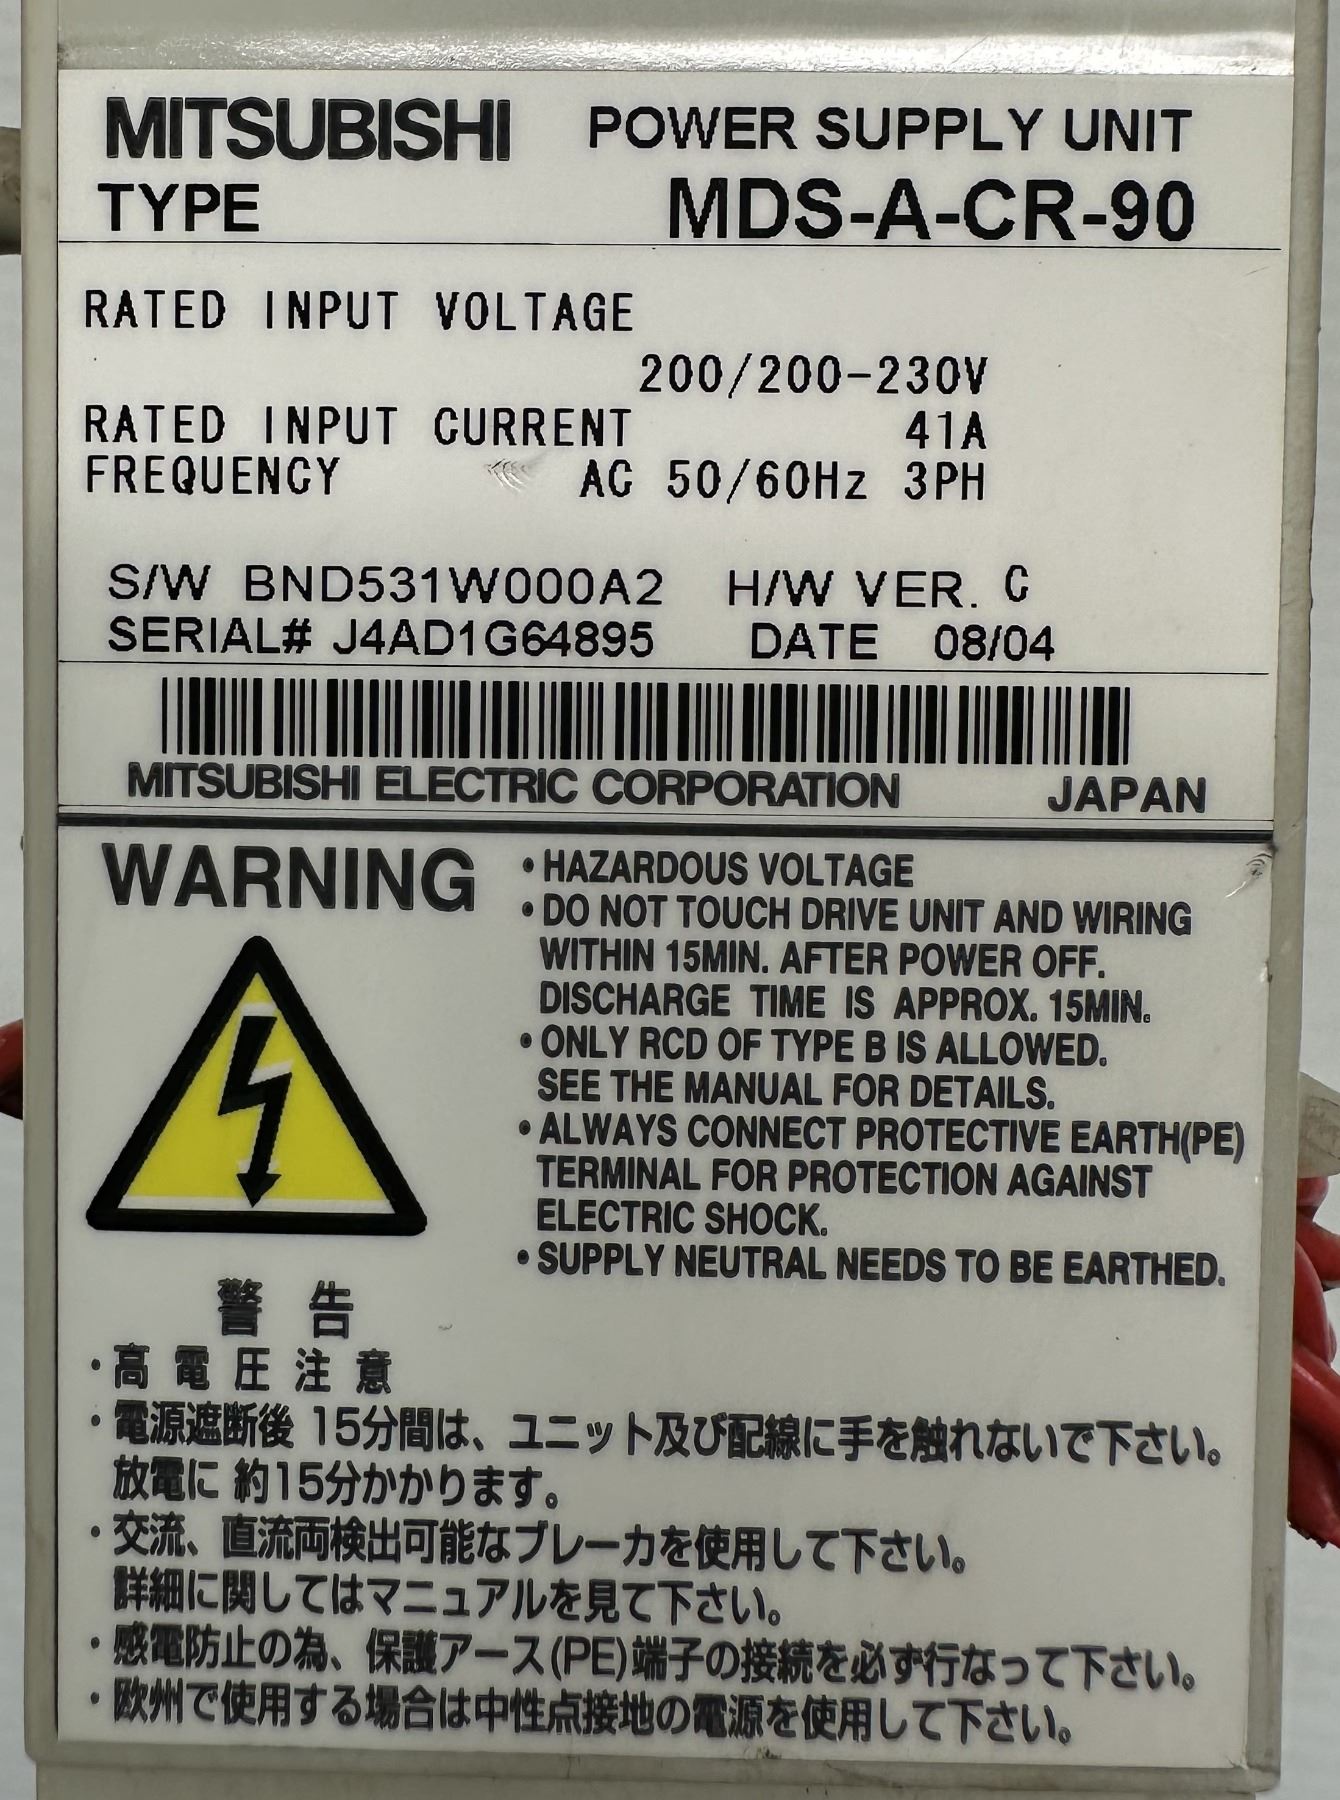 MITSUBISHI POWER SUPPLY UNIT
TYPE MDS-A-CR-90
RATED INPUT VOLTAGE
200/200-230V
RATED INPUT CURRENT 41A
FREQUENCY AC 50/60Hz 3PH
S/W BND531W000A2 H/W VER. C
SERIAL# J4AD1G64895 DATE 08/04
MITSUBISHI ELECTRIC CORPORATION JAPAN
WARNING
・HAZARDOUS VOLTAGE
・DO NOT TOUCH DRIVE UNIT AND WIRING
WITHIN 15MIN. AFTER POWER OFF.
DISCHARGE TIME IS APPROX. 15MIN.
・ONLY RCD OF TYPE B IS ALLOWED.
SEE THE MANUAL FOR DETAILS.
・ALWAYS CONNECT PROTECTIVE EARTH(PE)
TERMINAL FOR PROTECTION AGAINST
ELECTRIC SHOCK.
・SUPPLY NEUTRAL NEEDS TO BE EARTHED.
警告
・高電圧注意
・電源遮断後 15分間は、ユニット及び配線に手を触れないで下さい。
放電に 約15分かかります。
・交流、直流両検出可能なブレーカを使用して下さい。
詳細に関してはマニュアルを見て下さい。
・感電防止の為、保護アース(PE)端子の接続を必ず行なって下さい。
・欧州で使用する場合は中性点接地の電源を使用して下さい。